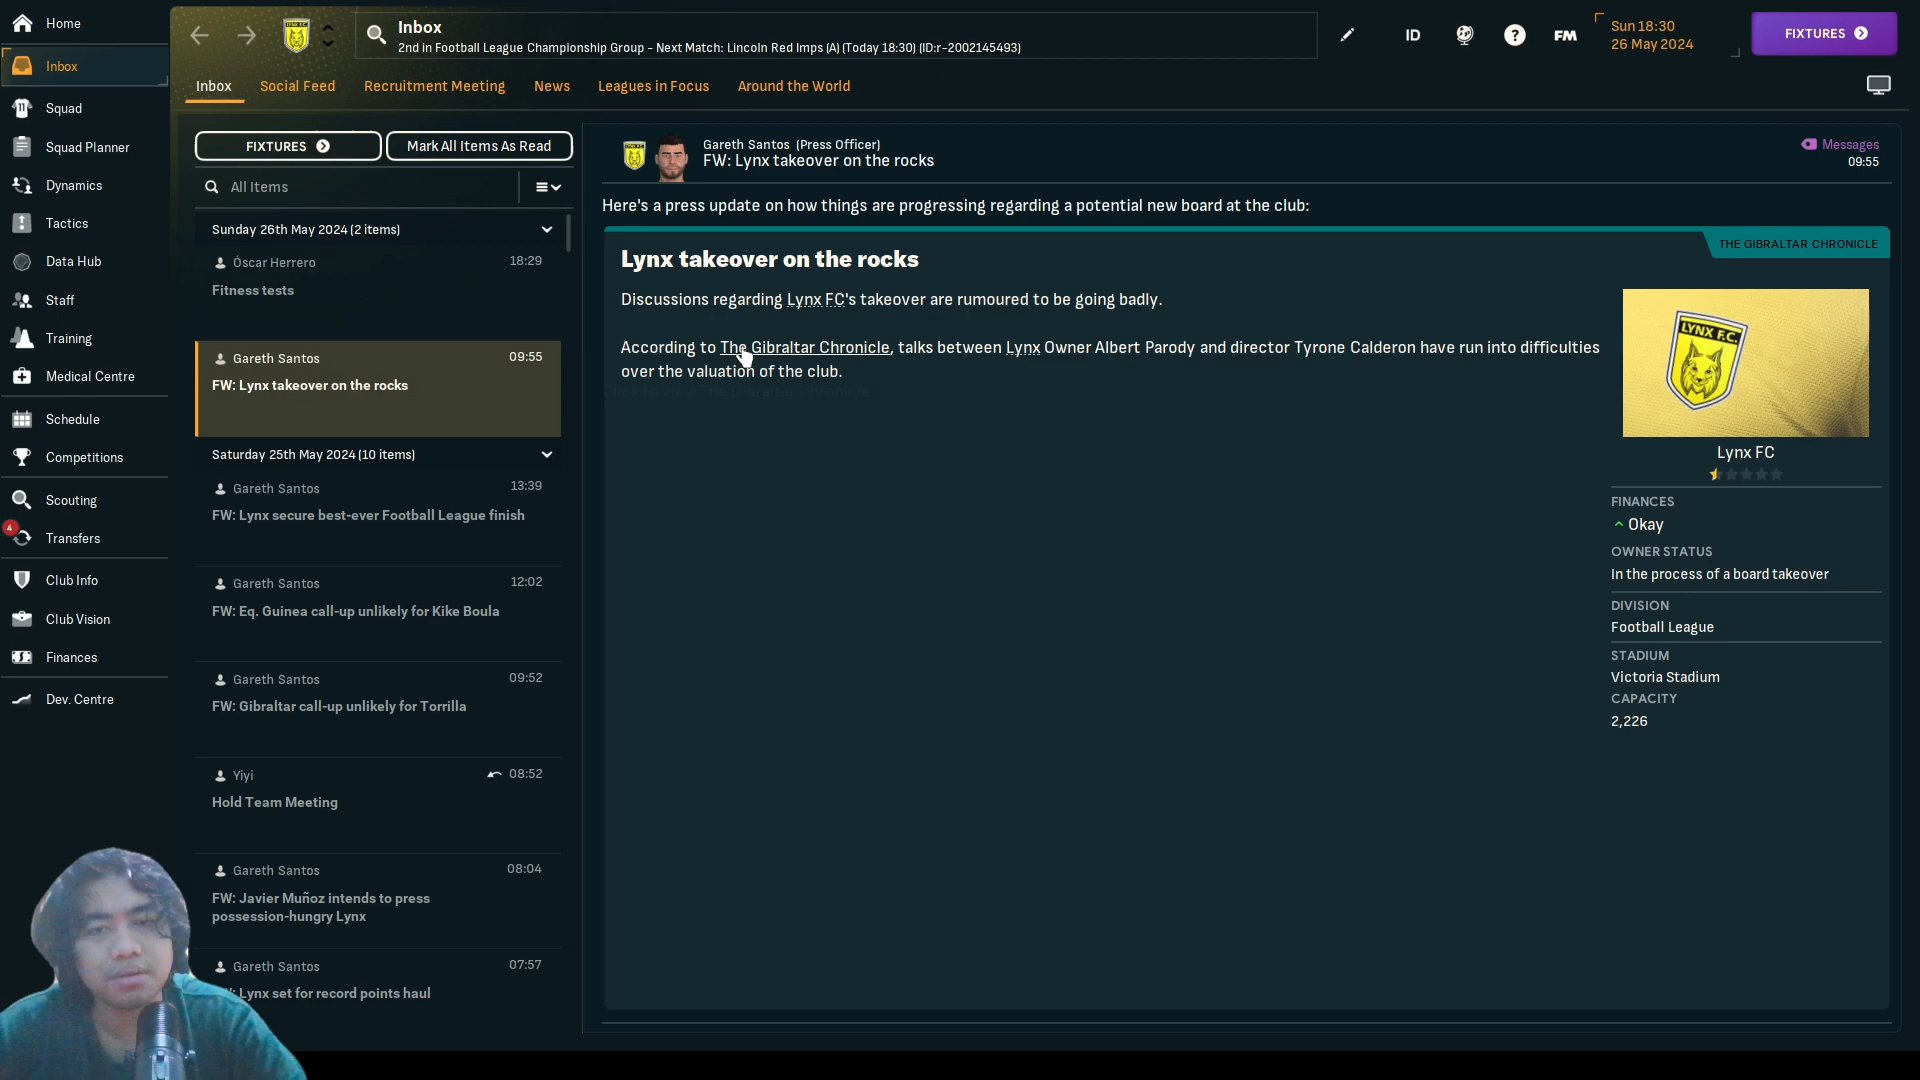 Home
Inbox
Squad
Squad Planner
Dynamics
Tactics
Data Hub
Staff
Training
Medical Centre
Schedule
Competitions
Scouting
4
Transfers
Club Info
Club Vision
Finances
Dev. Centre
LYNX F.C.
Inbox
2nd in Football League Championship Group - Next Match: Lincoln Red Imps (A) (Today 18:30) (ID:r-2002145493)
ID
?
FM
Sun 18:30
26 May 2024
FIXTURES
Inbox
Social Feed
Recruitment Meeting
News
Leagues in Focus
Around the World
FIXTURES
Mark All Items As Read
All Items
Sunday 26th May 2024 (2 items)
Óscar Herrero 18:29
Fitness tests
Gareth Santos 09:55
FW: Lynx takeover on the rocks
Saturday 25th May 2024 (10 items)
Gareth Santos 13:39
FW: Lynx secure best-ever Football League finish
Gareth Santos 12:02
FW: Eq. Guinea call-up unlikely for Kike Boula
Gareth Santos 09:52
FW: Gibraltar call-up unlikely for Torrilla
Yiyi 08:52
Hold Team Meeting
Gareth Santos 08:04
FW: Javier Muñoz intends to press
possession-hungry Lynx
Gareth Santos 07:57
Lynx set for record points haul
Gareth Santos (Press Officer)
FW: Lynx takeover on the rocks
Messages
09:55
Here's a press update on how things are progressing regarding a potential new board at the club:
THE GIBRALTAR CHRONICLE
Lynx takeover on the rocks
Discussions regarding Lynx FC's takeover are rumoured to be going badly.
According to The Gibraltar Chronicle, talks between Lynx Owner Albert Parody and director Tyrone Calderon have run into difficulties
over the valuation of the club.
Click to view The Gibraltar Chronicle
LYNX F.C.
Lynx FC
FINANCES
Okay
OWNER STATUS
In the process of a board takeover
DIVISION
Football League
STADIUM
Victoria Stadium
CAPACITY
2,226